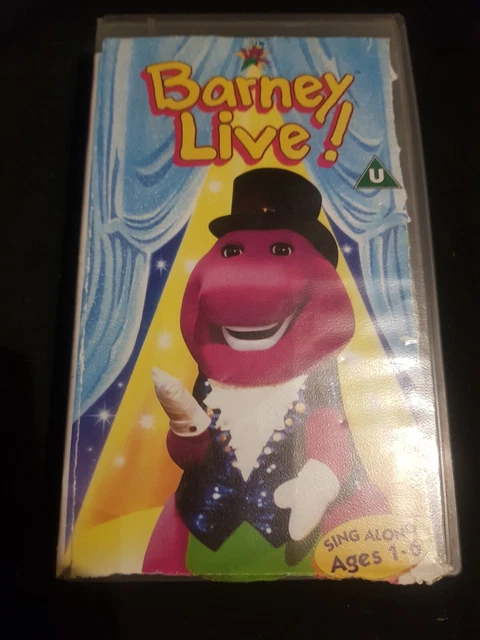 Barney
Live!
U
SING ALONG
Ages 1-6